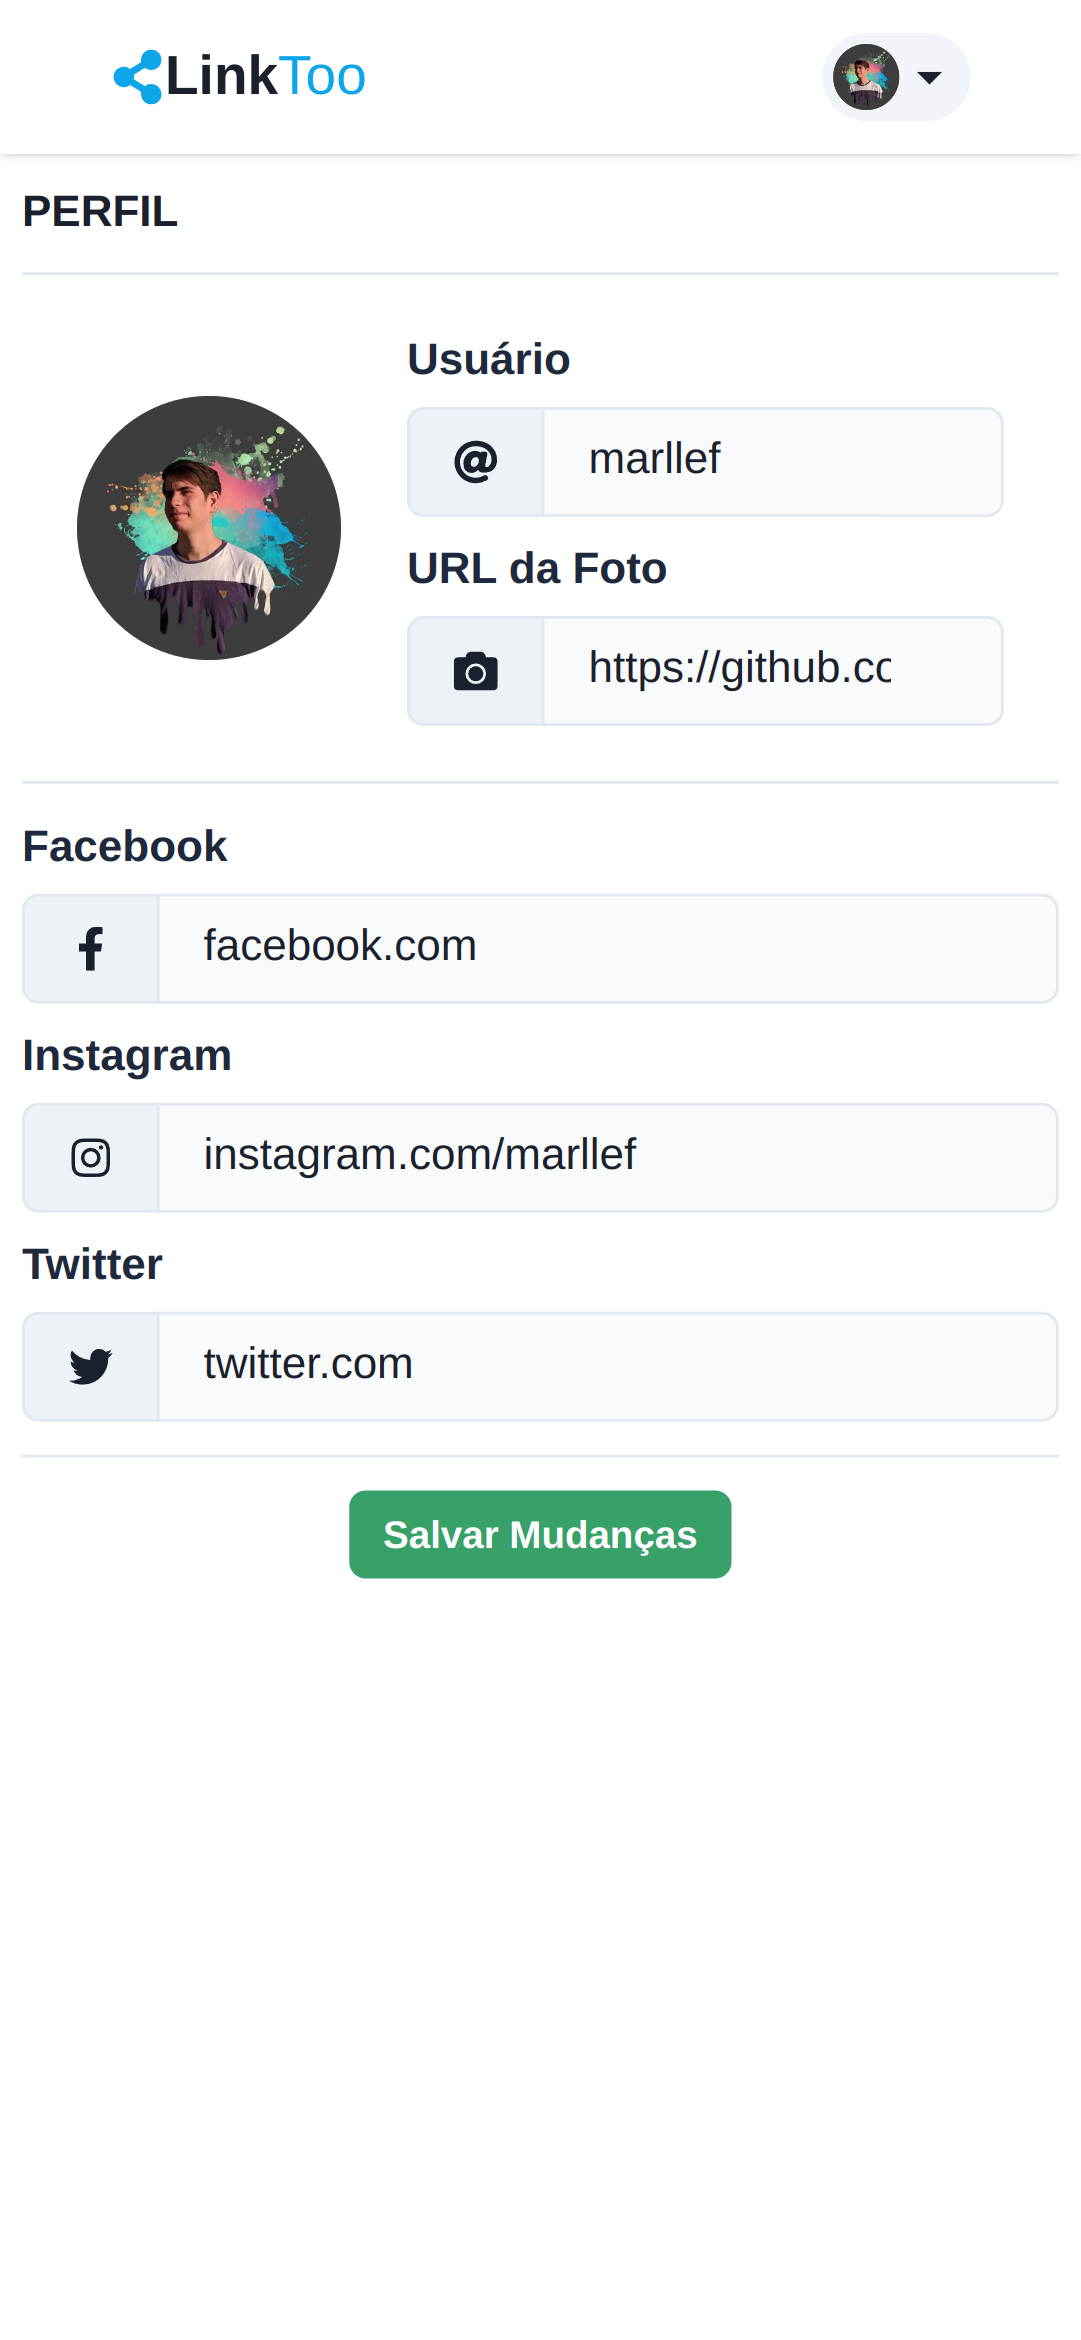 LinkToo
PERFIL
Usuário
@ marllef
URL da Foto
https://github.cc
Facebook
facebook.com
Instagram
instagram.com/marllef
Twitter
twitter.com
Salvar Mudanças